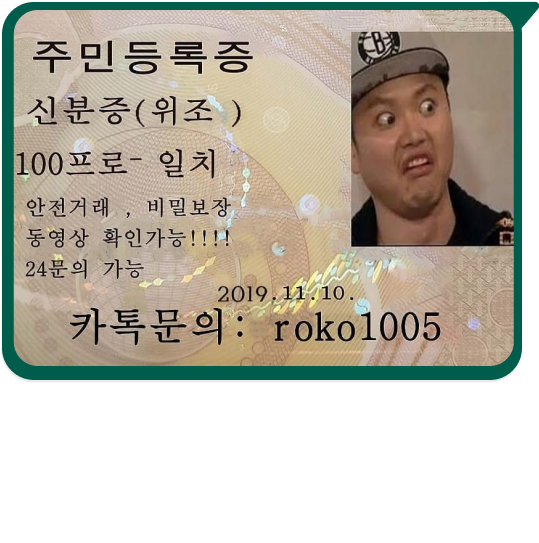 주민등록증
신분증(위조 )
100프로- 일치
안전거래 , 비밀보장
동영상 확인가능!!!!
24문의 가능
2019.11.10.
카톡문의: roko1005